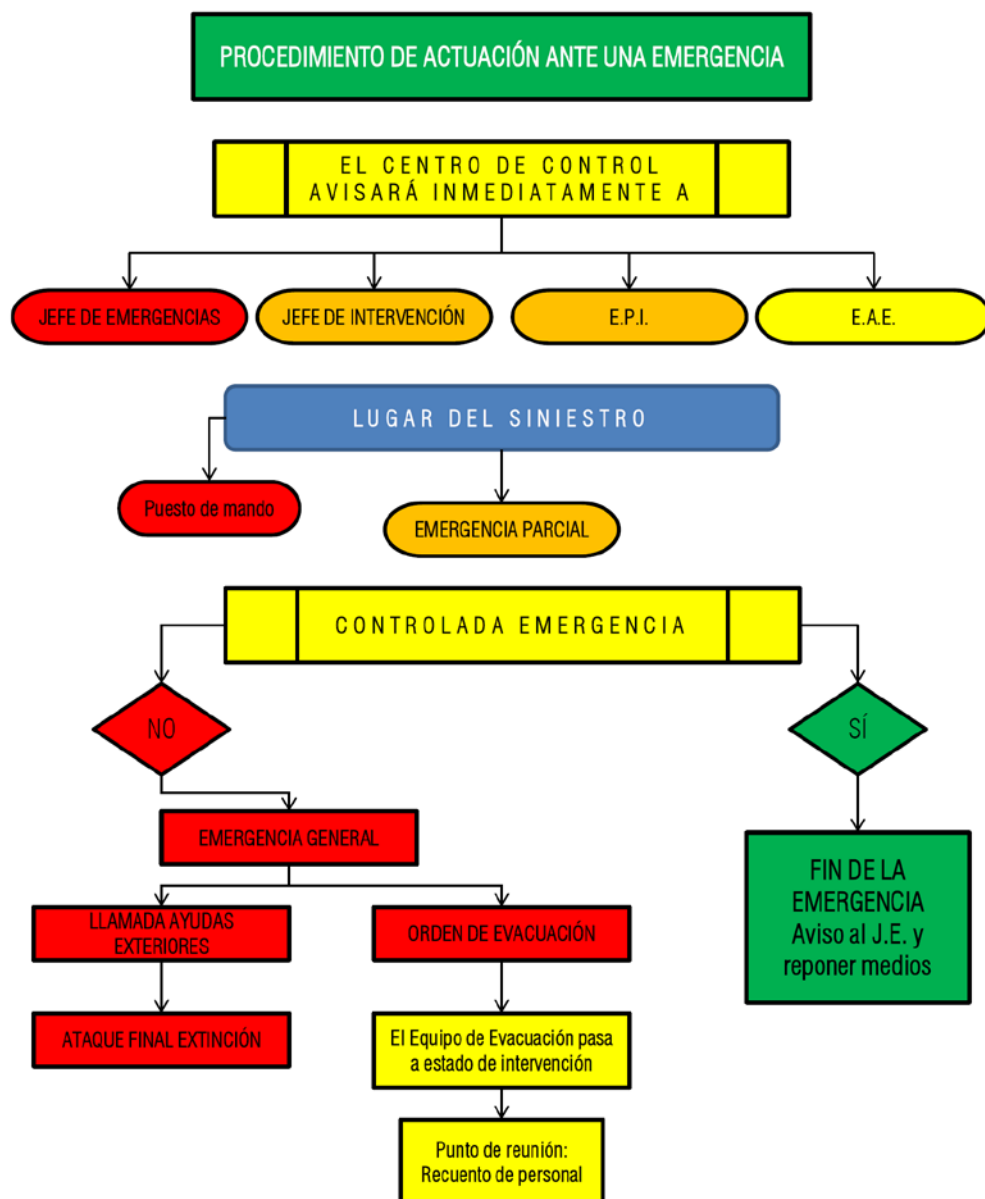 PROCEDIMIENTO DE ACTUACIÓN ANTE UNA EMERGENCIA
EL CENTRO DE CONTROL
AVISARÁ INMEDIATAMENTE A
JEFE DE EMERGENCIAS
JEFE DE INTERVENCIÓN
E.P.I.
E.A.E.
LUGAR DEL SINIESTRO
Puesto de mando
EMERGENCIA PARCIAL
CONTROLADA EMERGENCIA
NO
SÍ
EMERGENCIA GENERAL
LLAMADA AYUDAS
EXTERIORES
ORDEN DE EVACUACIÓN
FIN DE LA
EMERGENCIA
Aviso al J.E. y
reponer medios
ATAQUE FINAL EXTINCIÓN
El Equipo de Evacuación pasa
a estado de intervención
Punto de reunión:
Recuento de personal